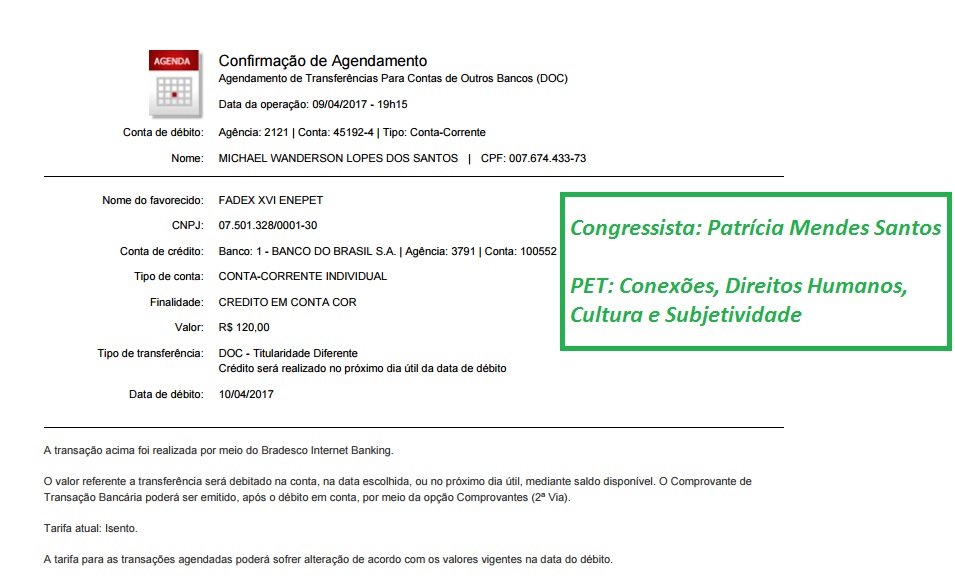 AGENDA
Confirmação de Agendamento
Agendamento de Transferências Para Contas de Outros Bancos (DOC)
Data da operação: 09/04/2017 - 19h15
Conta de débito: Agência: 2121 | Conta: 45192-4 | Tipo: Conta-Corrente
Nome: MICHAEL WANDERSON LOPES DOS SANTOS | CPF: 007.674.433-73
Nome do favorecido: FADEX XVI ENEPET
CNPJ: 07.501.328/0001-30
Conta de crédito: Banco: 1 - BANCO DO BRASIL S.A. | Agência: 3791 | Conta: 100552
Tipo de conta: CONTA-CORRENTE INDIVIDUAL
Finalidade: CREDITO EM CONTA COR
Valor: R$ 120,00
Tipo de transferência: DOC - Titularidade Diferente
Crédito será realizado no próximo dia útil da data de débito
Data de débito: 10/04/2017
Congressista: Patrícia Mendes Santos
PET: Conexões, Direitos Humanos,
Cultura e Subjetividade
A transação acima foi realizada por meio do Bradesco Internet Banking.
O valor referente a transferência será debitado na conta, na data escolhida, ou no próximo dia útil, mediante saldo disponível. O Comprovante de
Transação Bancária poderá ser emitido, após o débito em conta, por meio da opção Comprovantes (2ª Via).
Tarifa atual: Isento.
A tarifa para as transações agendadas poderá sofrer alteração de acordo com os valores vigentes na data do débito.